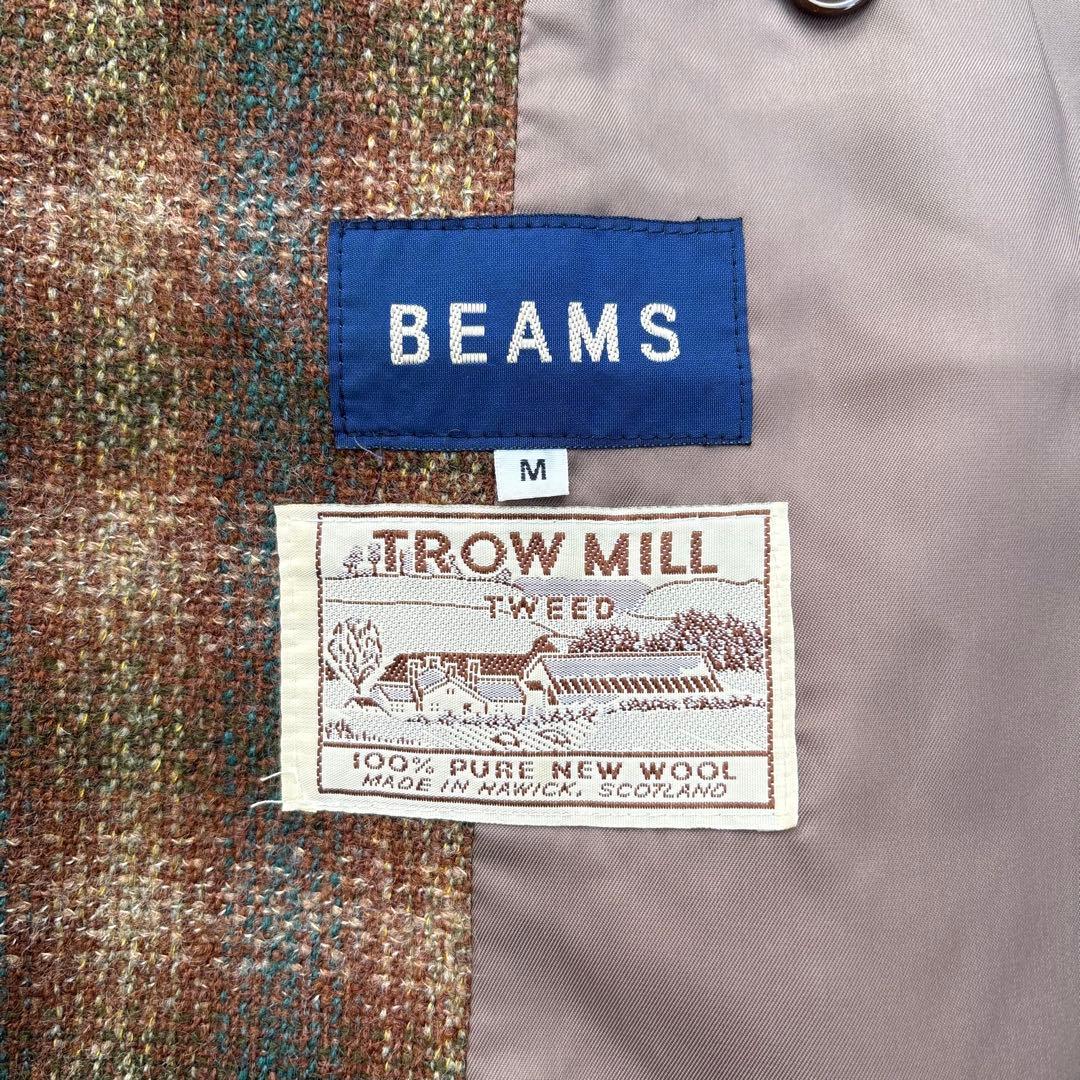 BEAMS
M
TROW MILL
TWEED
100% PURE NEW WOOL
MADE IN HAWICK, SCOTLAND